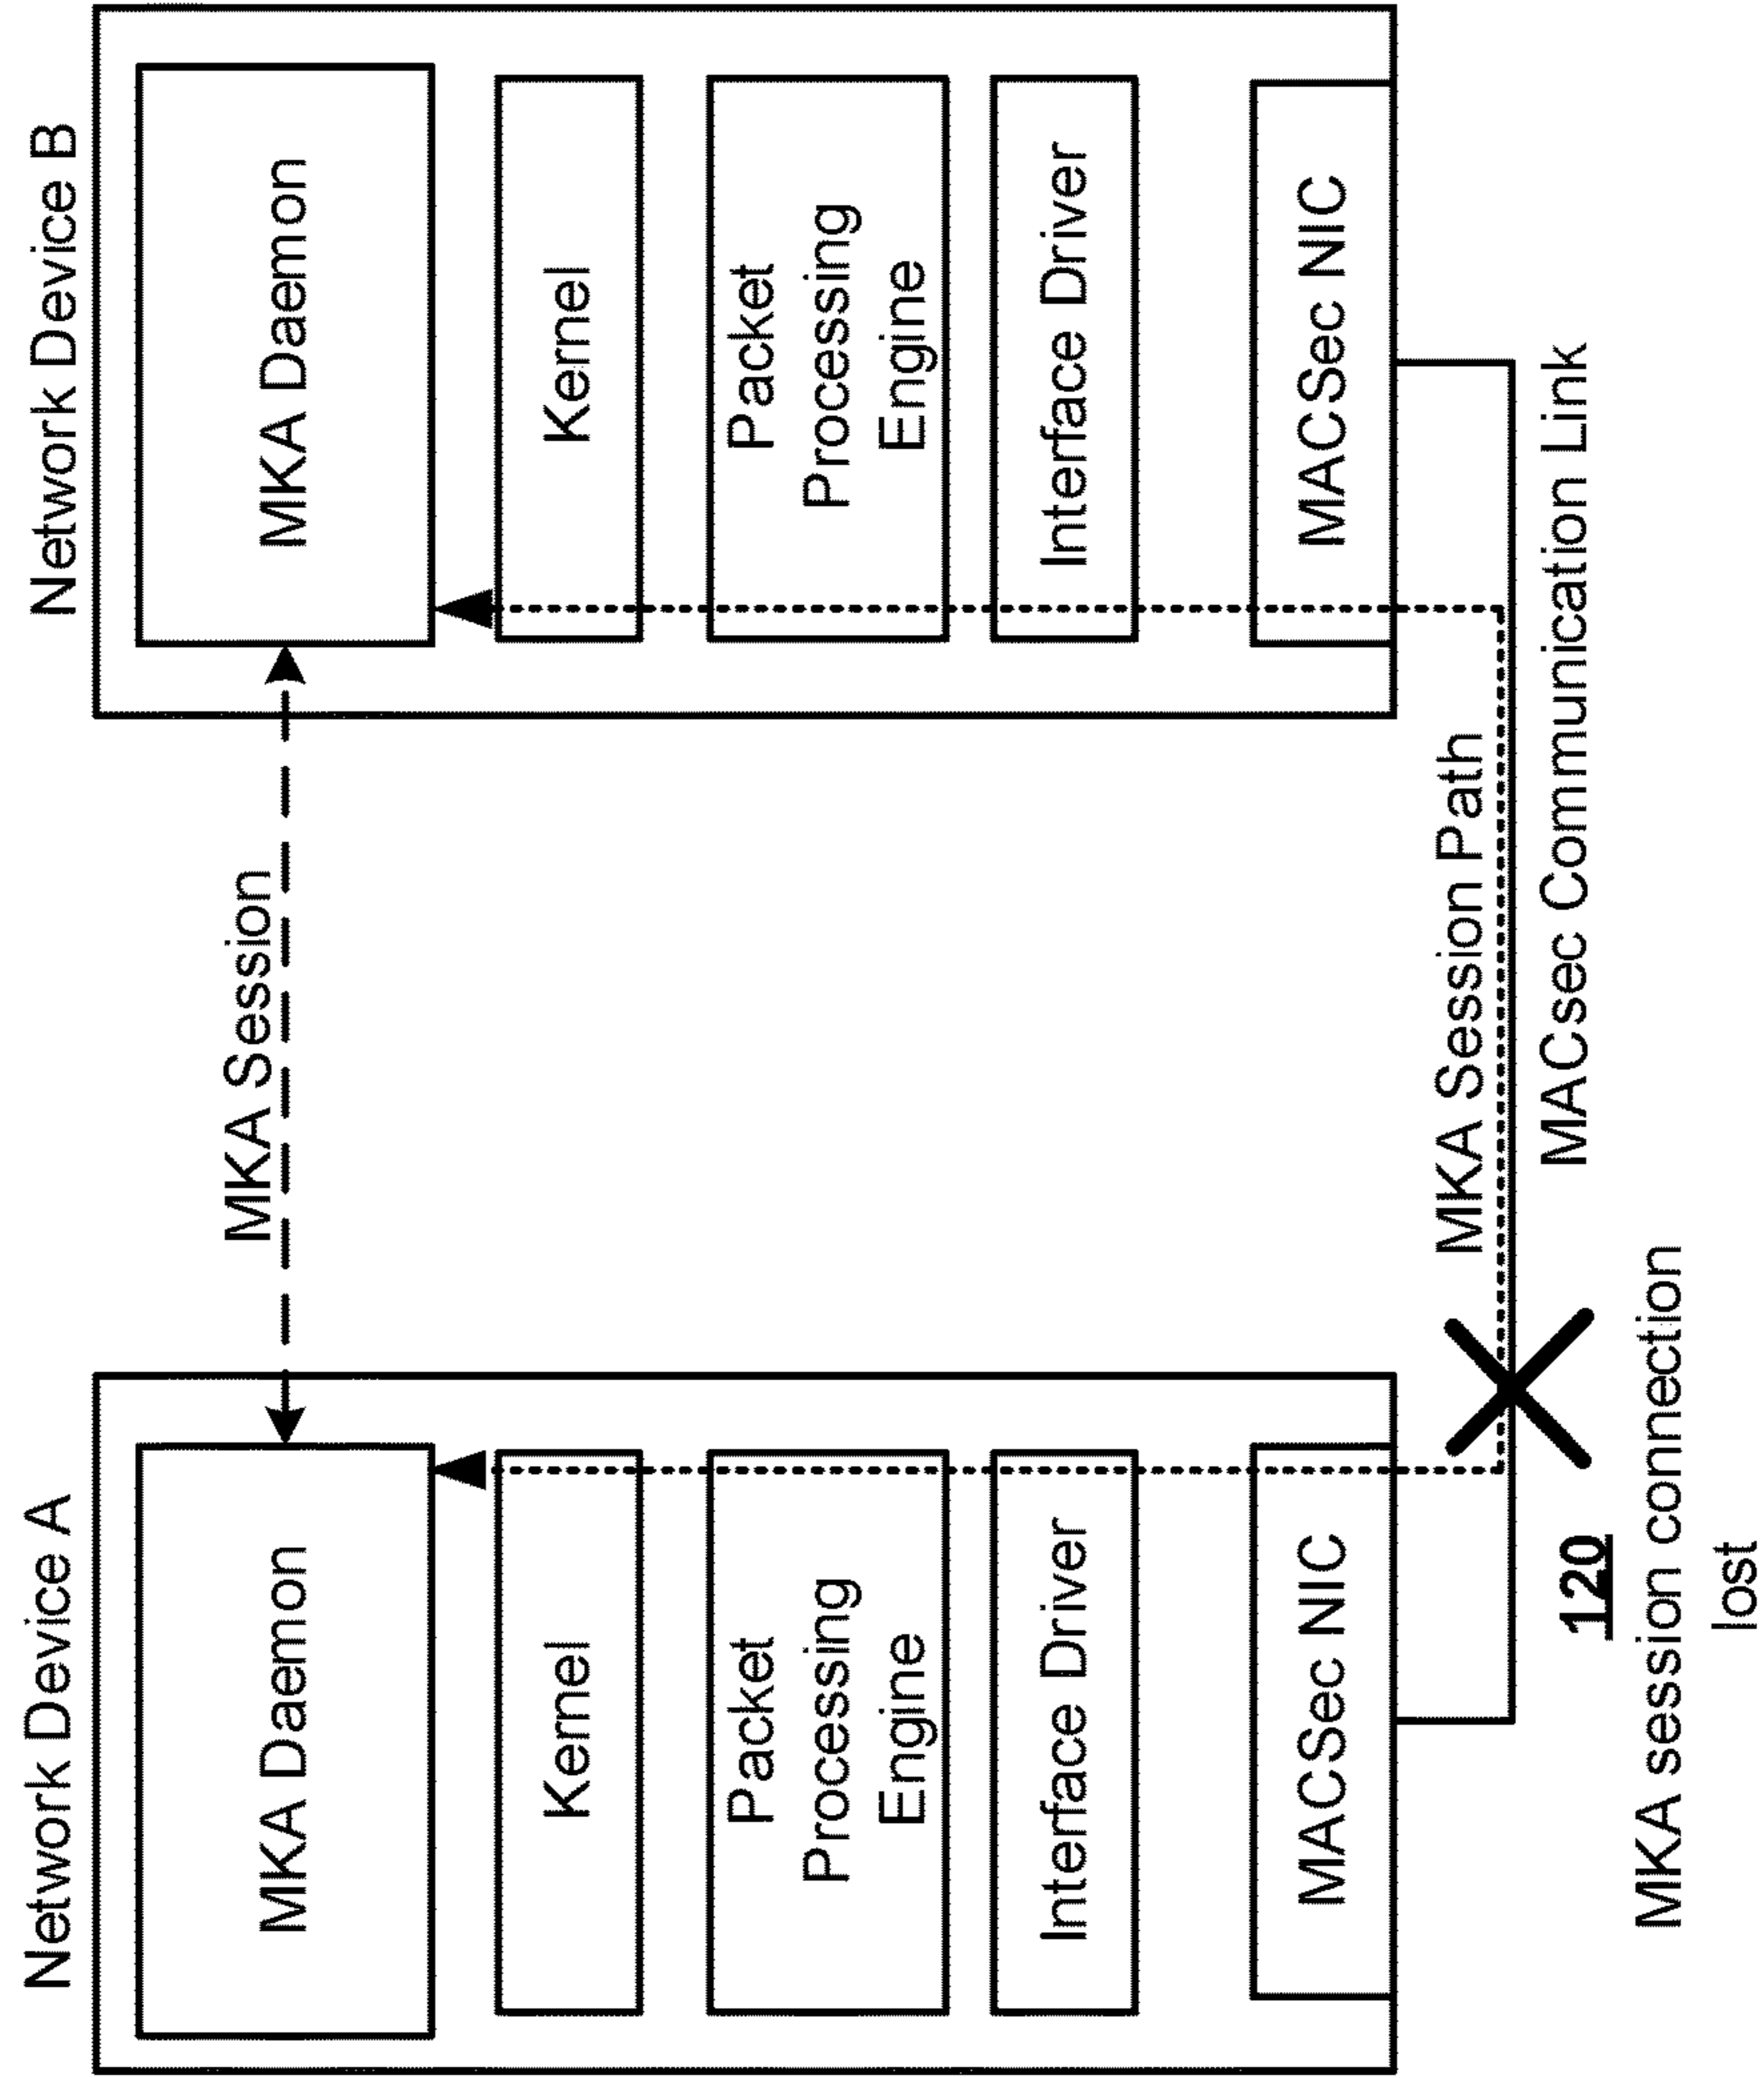 Network Device A
MKA Daemon
Kernel
Packet
Processing
Engine
Interface Driver
MACSec NIC
MKA Session
Network Device B
MKA Daemon
Kernel
Packet
Processing
Engine
Interface Driver
MACSec NIC
MKA Session Path
MACsec Communication Link
120
MKA session connection
lost